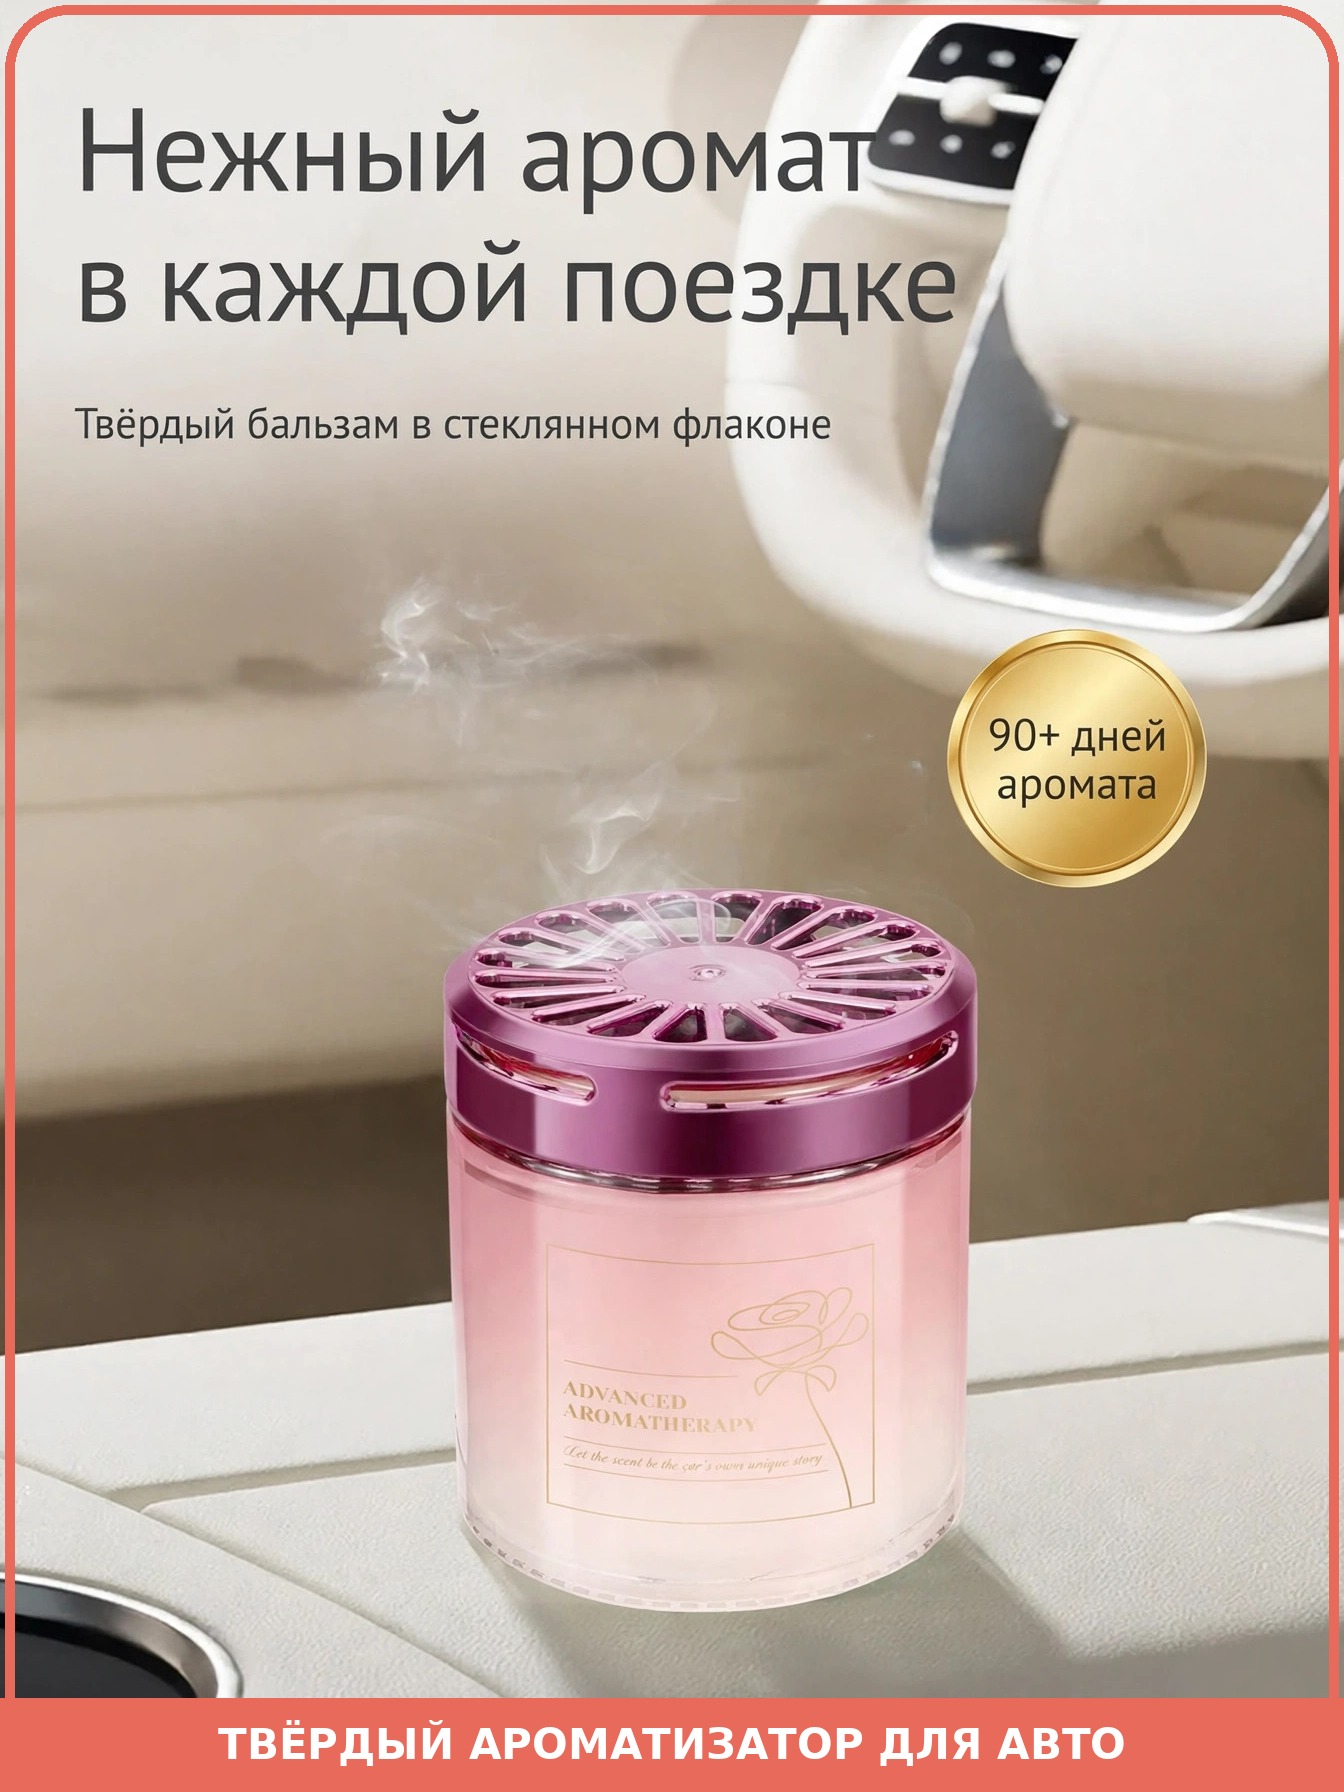 Нежный аромат
в каждой поездке
Твёрдый бальзам в стеклянном флаконе
90+ дней
аромата
ADVANCED
AROMATHERAPY
Let the scent be the car's own unique story
ТВЁРДЫЙ АРОМАТИЗАТОР ДЛЯ АВТО